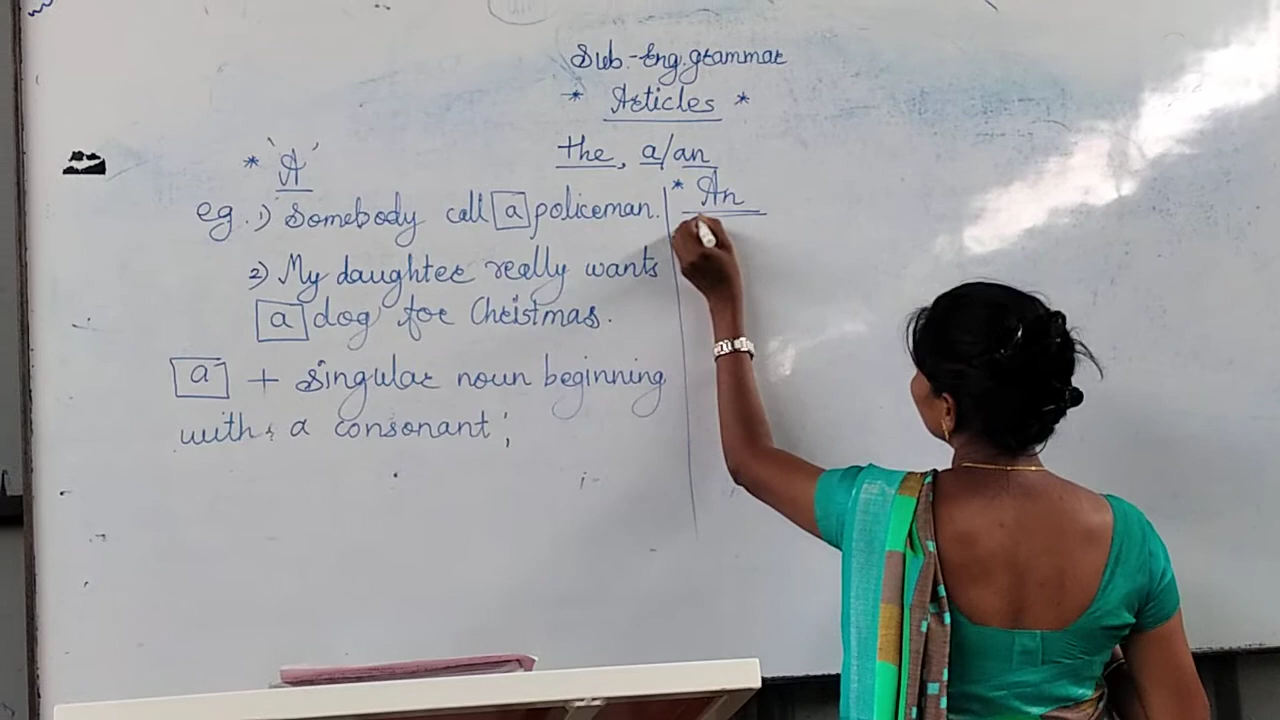 Sub-Eng.grammar
* Articles *
the, a/an
* 'A'
eg. 1) Somebody call a policeman.
2) My daughter really wants
a dog for Christmas.
a + singular noun beginning
with a consonant;
* An